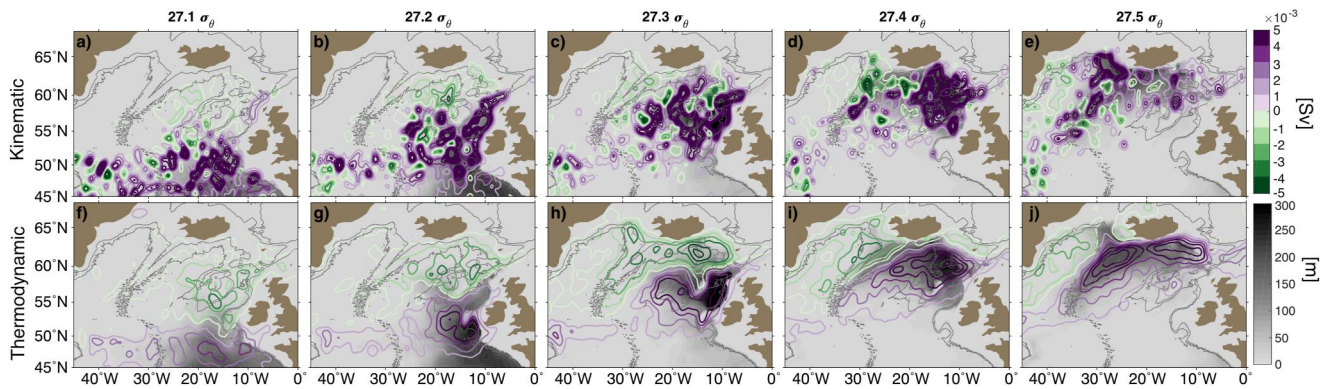 27.1 σθ 27.2 σθ 27.3 σθ 27.4 σθ 27.5 σθ
×10⁻³
Kinematic
65°N
60°N
55°N
50°N
45°N
a) b) c) d) e)
5
4
3
2
1
0
-1
-2
-3
-4
-5
[Sv]
Thermodynamic
65°N
60°N
55°N
50°N
45°N
f) g) h) i) j)
300
250
200
150
100
50
0
[m]
40°W 30°W 20°W 10°W 0 40°W 30°W 20°W 10°W 0 40°W 30°W 20°W 10°W 0 40°W 30°W 20°W 10°W 0 40°W 30°W 20°W 10°W 0